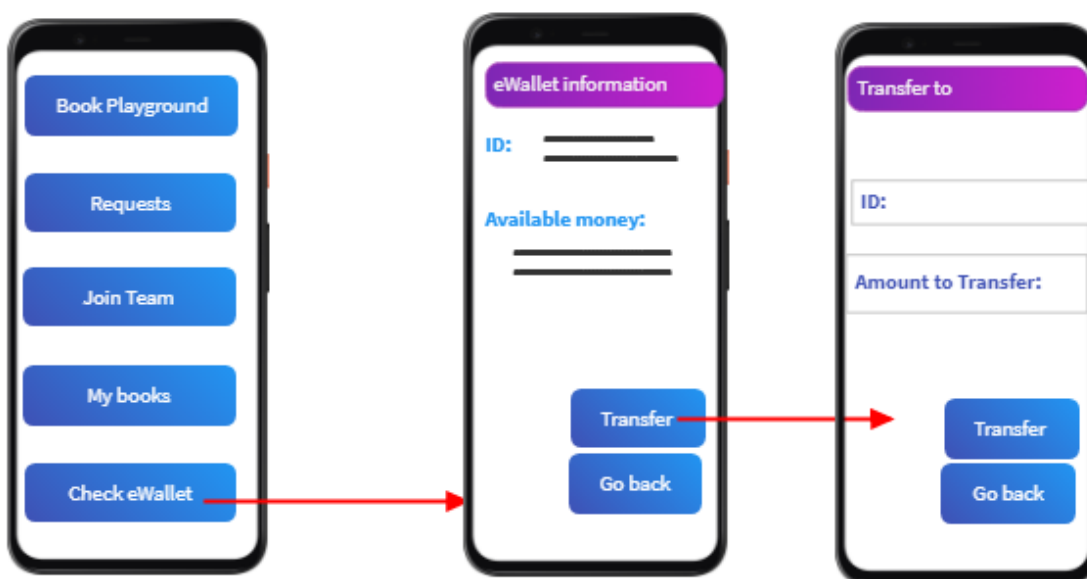 Book Playground
Requests
Join Team
My books
Check eWallet
eWallet information
ID:
Available money:
Transfer
Go back
Transfer to
ID:
Amount to Transfer:
Transfer
Go back